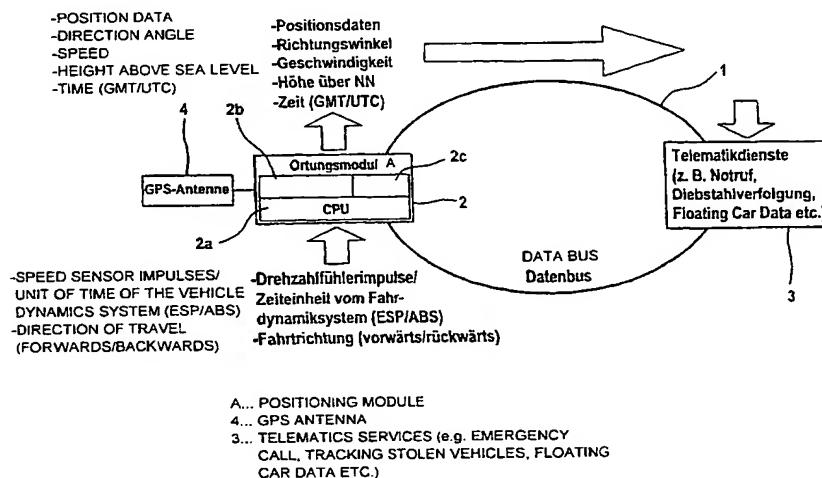 -POSITION DATA
-DIRECTION ANGLE
-SPEED
-HEIGHT ABOVE SEA LEVEL
-TIME (GMT/UTC)
-Positionsdaten
-Richtungswinkel
-Geschwindigkeit
-Höhe über NN
-Zeit (GMT/UTC)
1
4
2b
2c
Ortungsmodul A
GPS-Antenne
CPU
2
2a
Telematikdienste
(z. B. Notruf,
Diebstahlverfolgung,
Floating Car Data etc.)
3
DATA BUS
Datenbus
-SPEED SENSOR IMPULSES/
UNIT OF TIME OF THE VEHICLE
DYNAMICS SYSTEM (ESP/ABS)
-DIRECTION OF TRAVEL
(FORWARDS/BACKWARDS)
-Drehzahlfühlerimpulse/
Zeiteinheit vom Fahr-
dynamiksystem (ESP/ABS)
-Fahrtrichtung (vorwärts/rückwärts)
A... POSITIONING MODULE
4... GPS ANTENNA
3... TELEMATICS SERVICES (e.g. EMERGENCY
CALL, TRACKING STOLEN VEHICLES, FLOATING
CAR DATA ETC.)